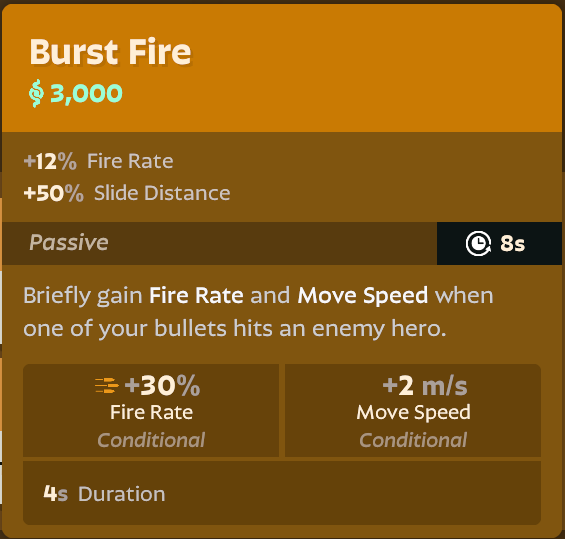 Burst Fire
3,000
+12% Fire Rate
+50% Slide Distance
Passive
8s
Briefly gain Fire Rate and Move Speed when
one of your bullets hits an enemy hero.
+30%
Fire Rate
Conditional
+2 m/s
Move Speed
Conditional
4s Duration